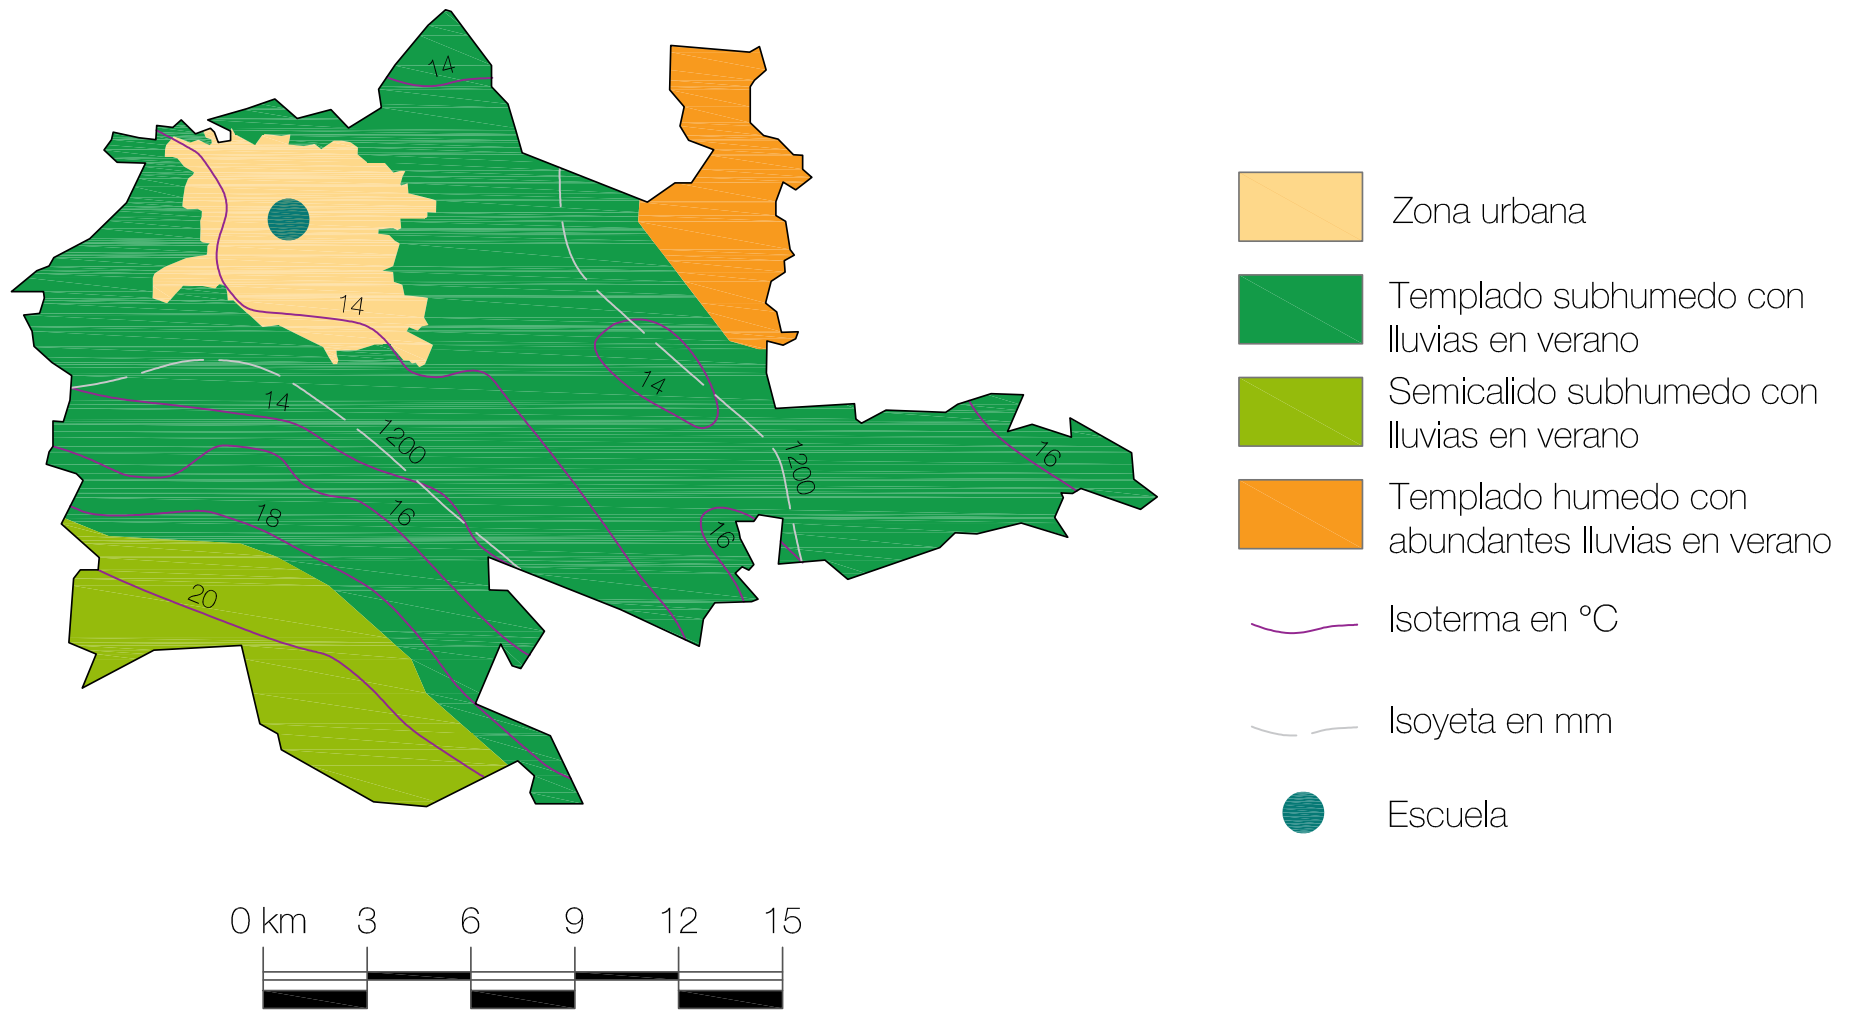 14
14
14
14
1200
1200
16
16
16
18
20
Zona urbana
Templado subhumedo con
lluvias en verano
Semicalido subhumedo con
lluvias en verano
Templado humedo con
abundantes lluvias en verano
Isoterma en °C
Isoyeta en mm
Escuela
0 km 3 6 9 12 15